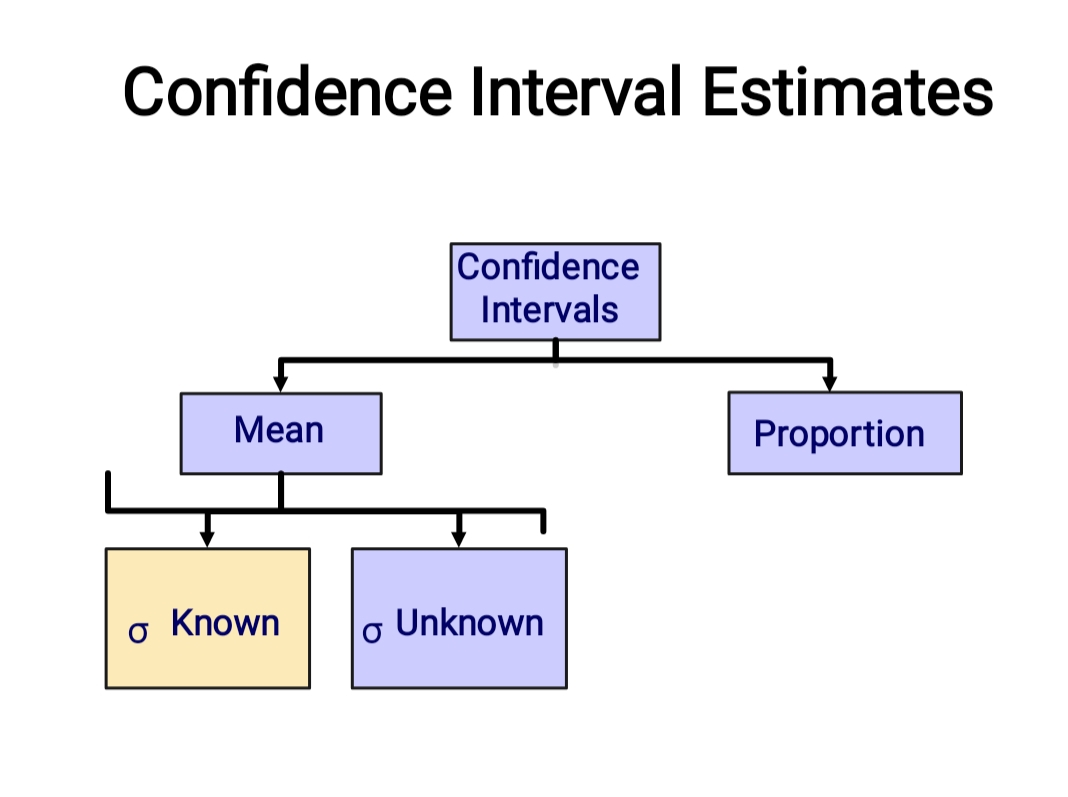 Confidence Interval Estimates
Confidence
Intervals
Mean
Proportion
σ Known
σ Unknown